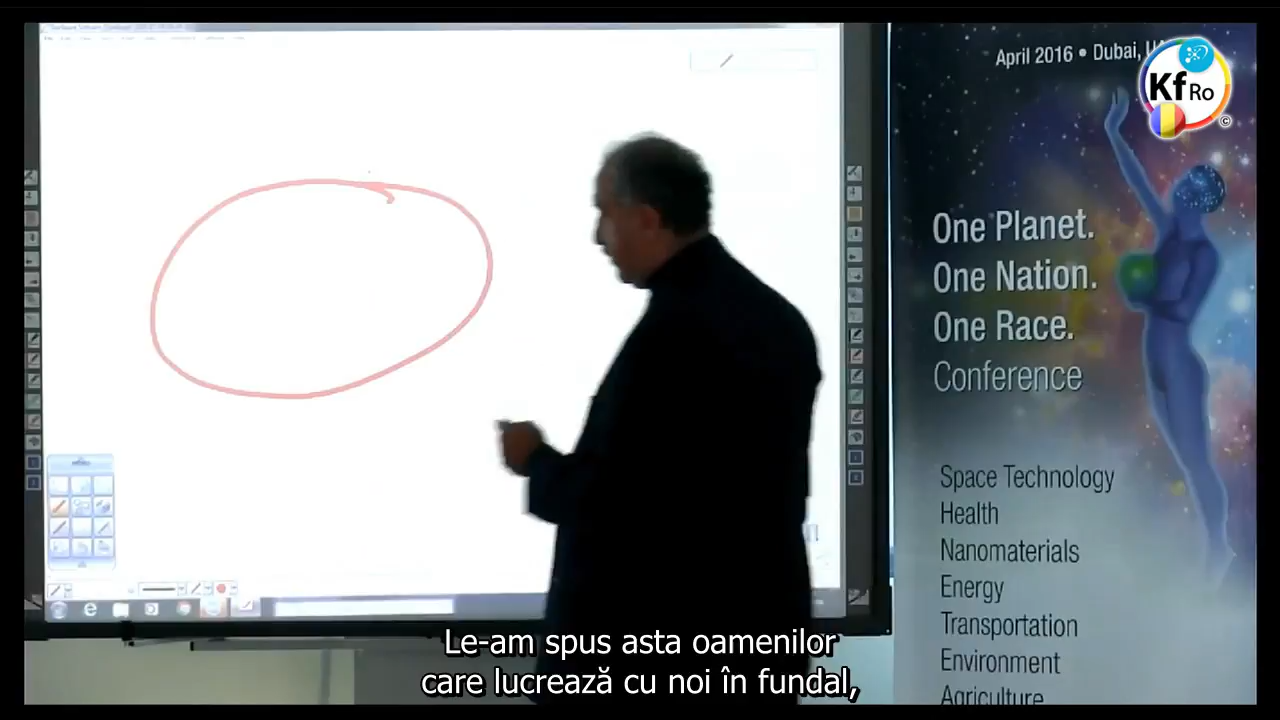 April 2016 • Dubai,
Kf Ro
One Planet.
One Nation.
One Race.
Conference
Space Technology
Health
Nanomaterials
Energy
Transportation
Environment
Agriculture
Le-am spus asta oamenilor
care lucrează cu noi în fundal,